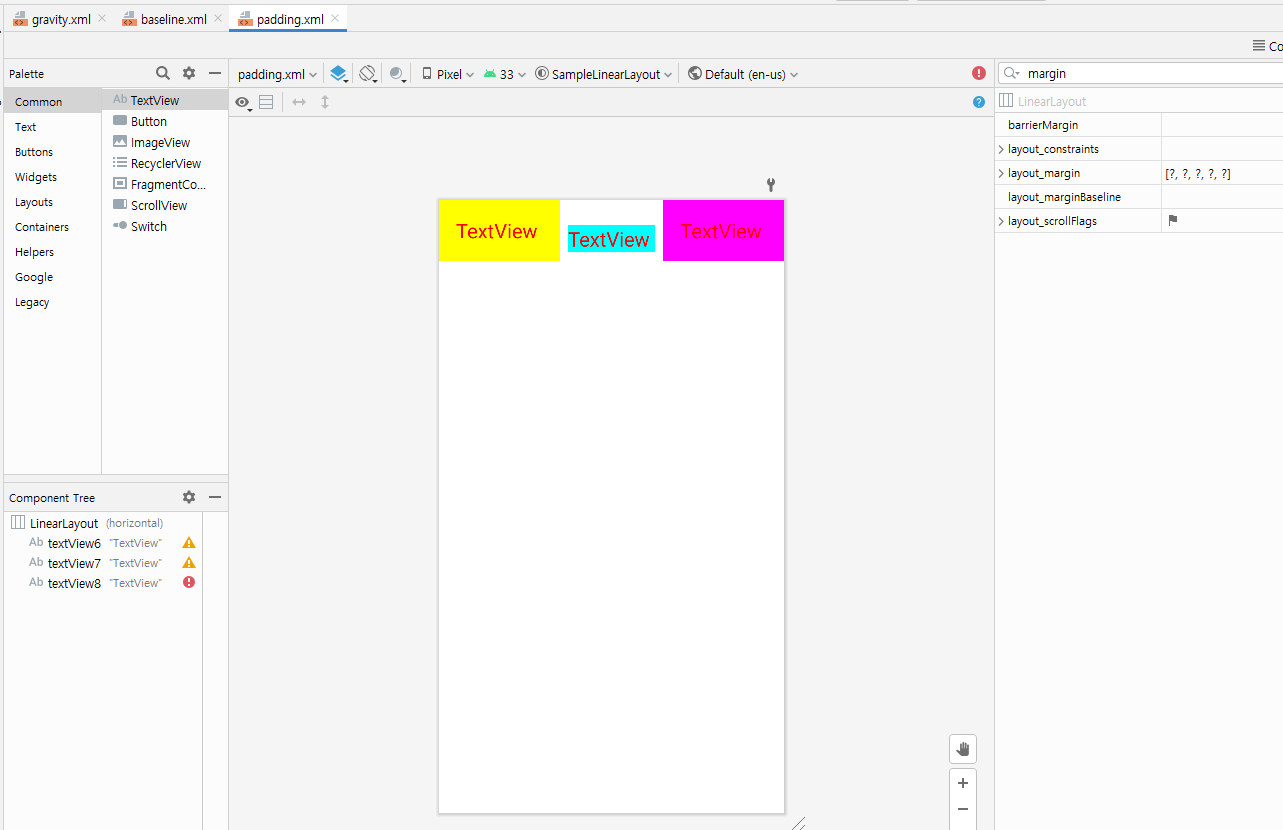 gravity.xml
baseline.xml
padding.xml
Co
Palette
padding.xml
Pixel
33
SampleLinearLayout
Default (en-us)
margin
Common
Text
Buttons
Widgets
Layouts
Containers
Helpers
Google
Legacy
Ab TextView
Button
ImageView
RecyclerView
FragmentCo...
ScrollView
Switch
LinearLayout
barrierMargin
layout_constraints
layout_margin [?, ?, ?, ?, ?]
layout_marginBaseline
layout_scrollFlags
TextView
TextView
TextView
Component Tree
LinearLayout (horizontal)
Ab textView6 "TextView"
Ab textView7 "TextView"
Ab textView8 "TextView"